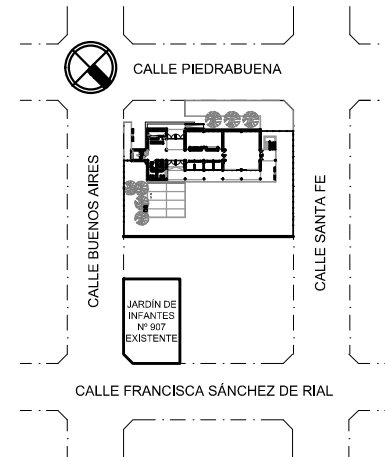 CALLE PIEDRABUENA
CALLE BUENOS AIRES
CALLE SANTA FE
JARDÍN DE
INFANTES
Nº 907
EXISTENTE
CALLE FRANCISCA SÁNCHEZ DE RIAL